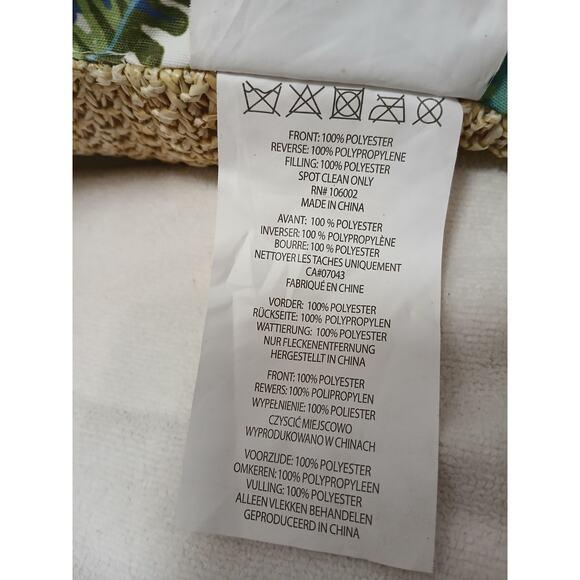 FRONT: 100% POLYESTER
REVERSE: 100% POLYPROPYLENE
FILLING: 100% POLYESTER
SPOT CLEAN ONLY
RN# 106002
MADE IN CHINA
AVANT: 100 % POLYESTER
INVERSER: 100 % POLYPROPYLÈNE
BOURRE: 100 % POLYESTER
NETTOYER LES TACHES UNIQUEMENT
CA#07043
FABRIQUÉ EN CHINE
VORDER: 100% POLYESTER
RÜCKSEITE: 100% POLYPROPYLEN
WATTIERUNG: 100% POLYESTER
NUR FLECKENENTFERNUNG
HERGESTELLT IN CHINA
FRONT: 100% POLYESTER
REWERS: 100% POLIPROPYLEN
WYPEŁNIENIE: 100% POLIESTER
CZYSCIĆ MIEJSCOWO
WYPRODUKOWANO W CHINACH
VOORZIJDE: 100% POLYESTER
OMKEREN: 100% POLYPROPYLEEN
VULLING: 100% POLYESTER
ALLEEN VLEKKEN BEHANDELEN
GEPRODUCEERD IN CHINA